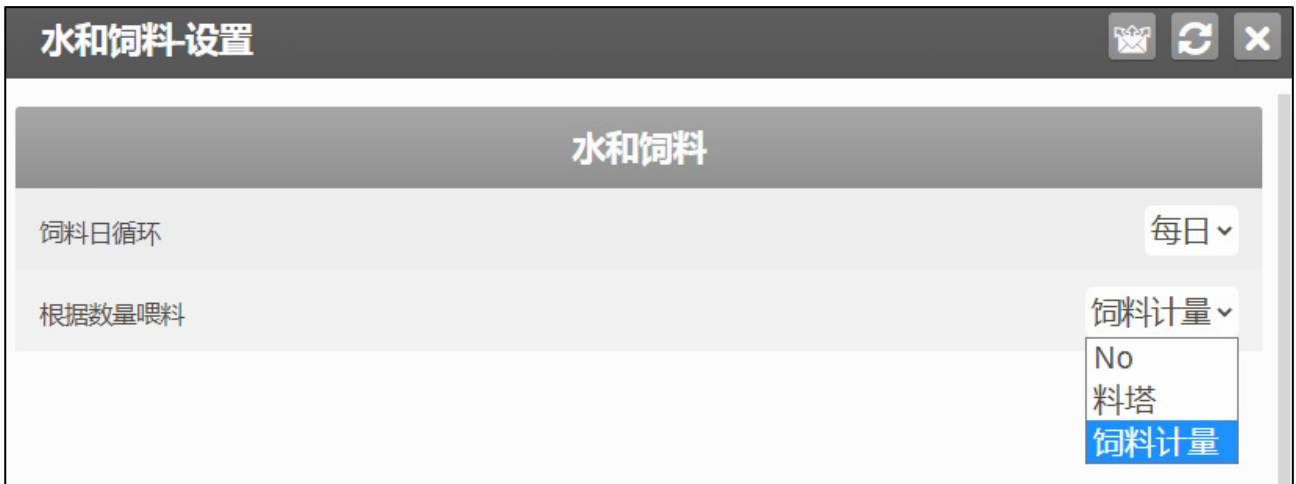 水和饲料-设置
水和饲料
饲料日循环 每日
根据数量喂料 饲料计量
No
料塔
饲料计量